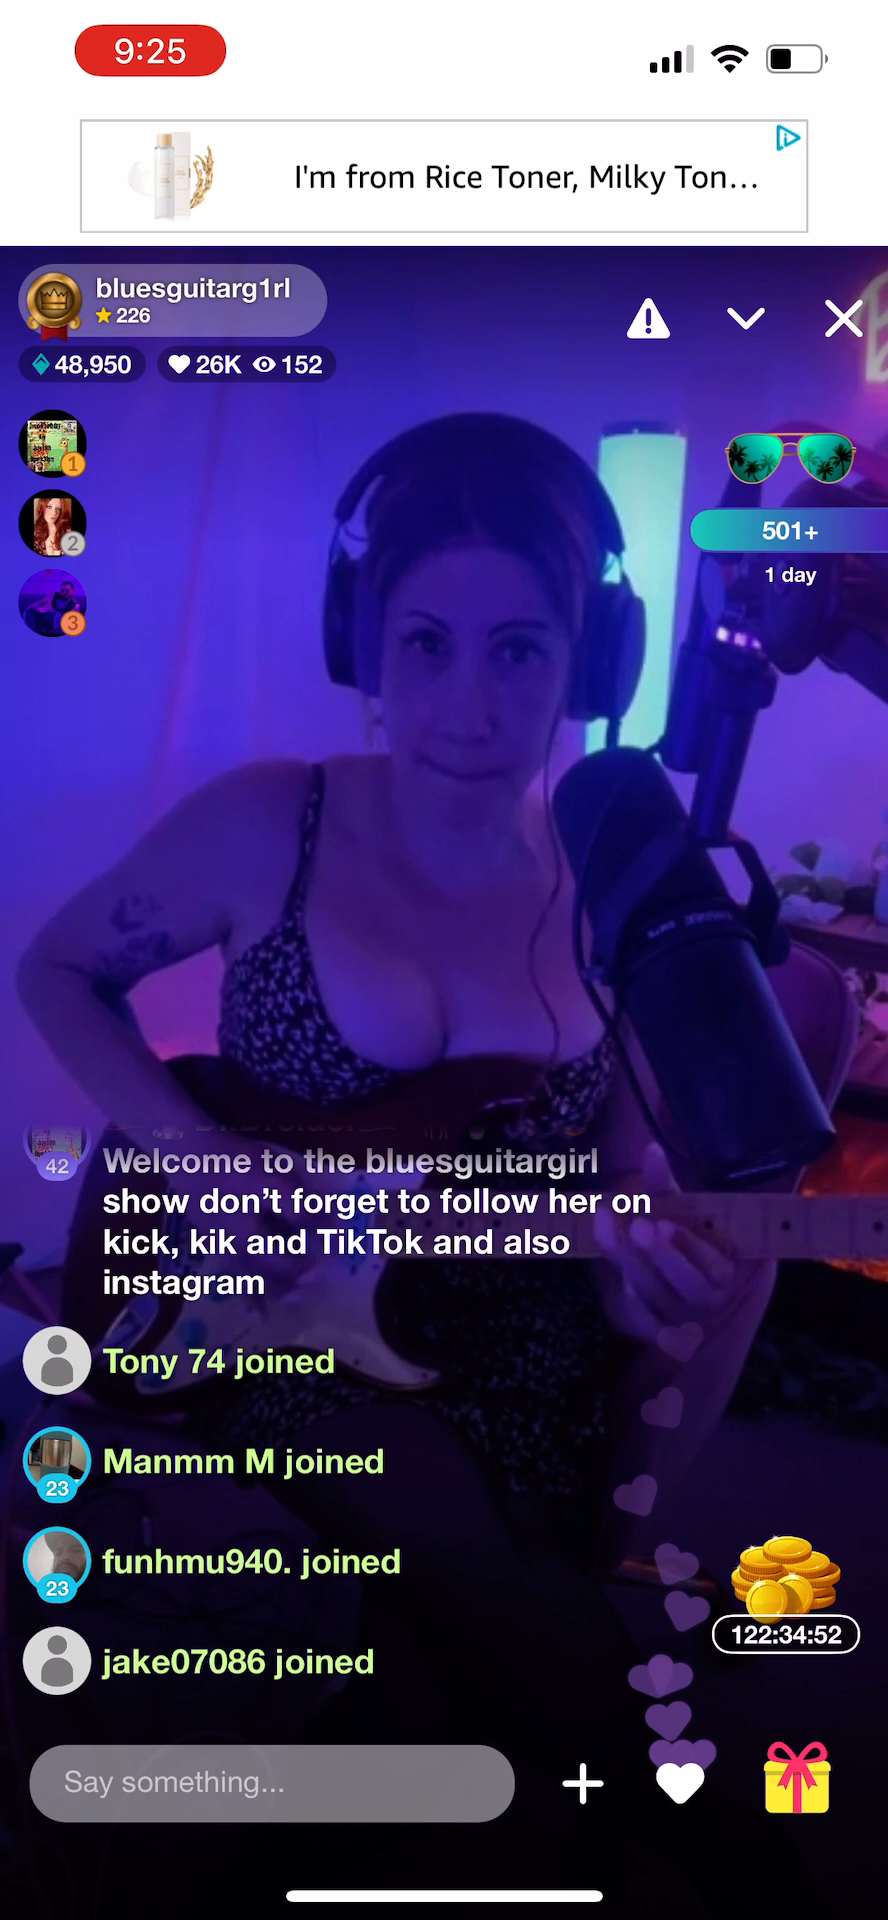 9:25
I'm from Rice Toner, Milky Ton...
bluesguitarg1rl
226
48,950
26K
152
1
2
3
501+
1 day
42
Welcome to the bluesguitargirl
show don’t forget to follow her on
kick, kik and TikTok and also
instagram
Tony 74 joined
Manmm M joined
23
funhmu940. joined
23
122:34:52
jake07086 joined
Say something...